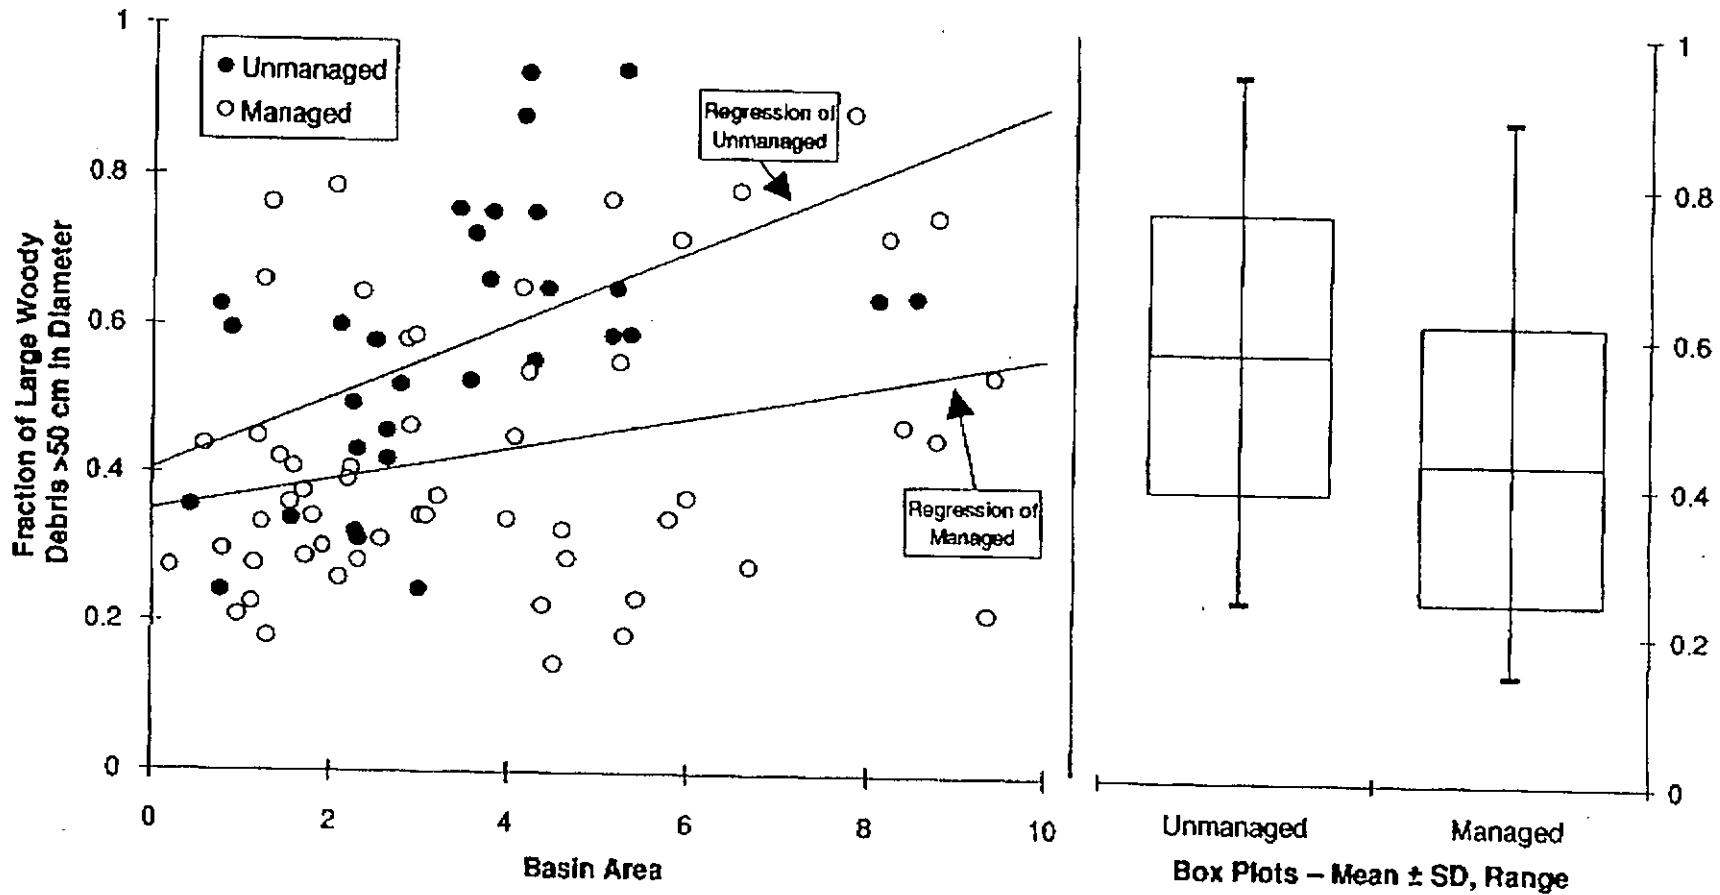 1
0.8
0.6
0.4
0.2
0
Fraction of Large Woody
Debris >50 cm in Diameter
Unmanaged
Managed
Regression of
Unmanaged
Regression of
Managed
0
2
4
6
8
10
Basin Area
1
0.8
0.6
0.4
0.2
0
Unmanaged
Managed
Box Plots – Mean ± SD, Range